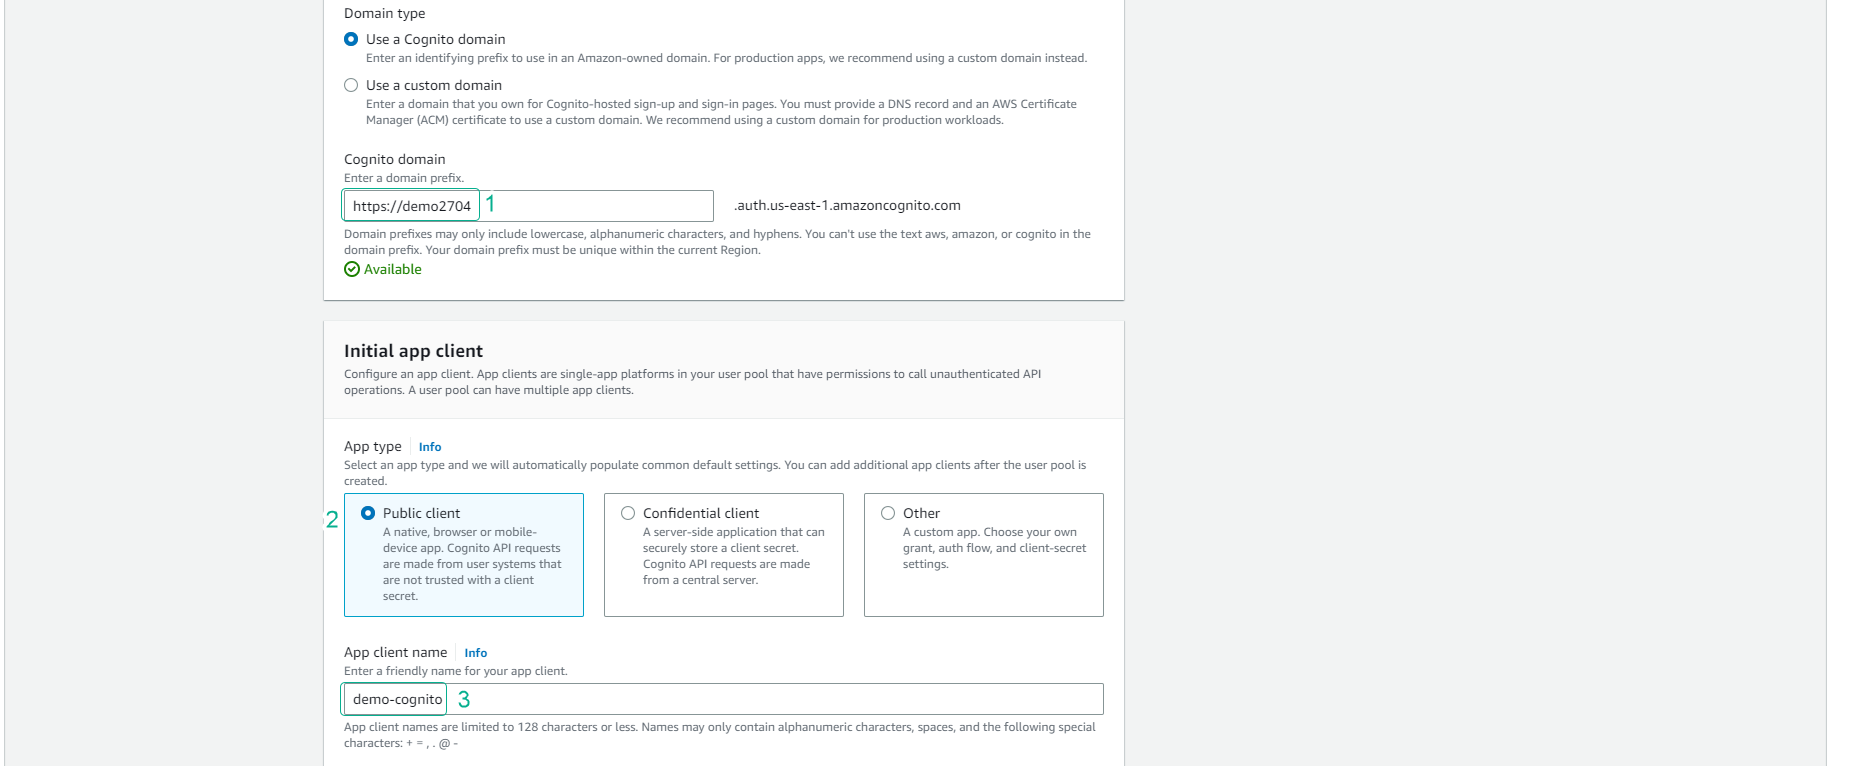 Domain type
Use a Cognito domain
Enter an identifying prefix to use in an Amazon-owned domain. For production apps, we recommend using a custom domain instead.
Use a custom domain
Enter a domain that you own for Cognito-hosted sign-up and sign-in pages. You must provide a DNS record and an AWS Certificate
Manager (ACM) certificate to use a custom domain. We recommend using a custom domain for production workloads.
Cognito domain
Enter a domain prefix.
https://demo2704 1 .auth.us-east-1.amazoncognito.com
Domain prefixes may only include lowercase, alphanumeric characters, and hyphens. You can't use the text aws, amazon, or cognito in the
domain prefix. Your domain prefix must be unique within the current Region.
Available
Initial app client
Configure an app client. App clients are single-app platforms in your user pool that have permissions to call unauthenticated API
operations. A user pool can have multiple app clients.
App type Info
Select an app type and we will automatically populate common default settings. You can add additional app clients after the user pool is
created.
2
Public client
A native, browser or mobile-
device app. Cognito API requests
are made from user systems that
are not trusted with a client
secret.
Confidential client
A server-side application that can
securely store a client secret.
Cognito API requests are made
from a central server.
Other
A custom app. Choose your own
grant, auth flow, and client-secret
settings.
App client name Info
Enter a friendly name for your app client.
demo-cognito 3
App client names are limited to 128 characters or less. Names may only contain alphanumeric characters, spaces, and the following special
characters: + = , . @ -